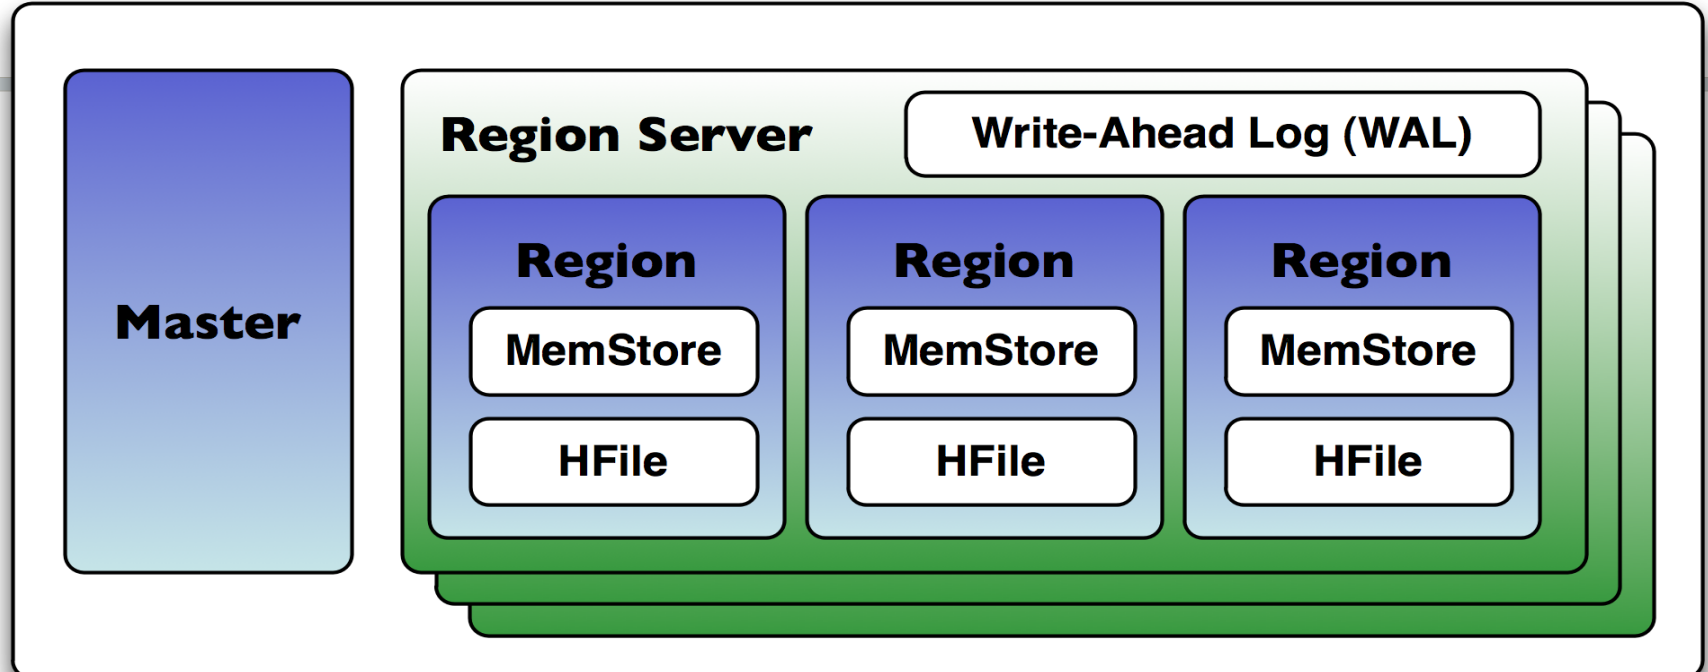 Master
Region Server
Write-Ahead Log (WAL)
Region
MemStore
HFile
Region
MemStore
HFile
Region
MemStore
HFile